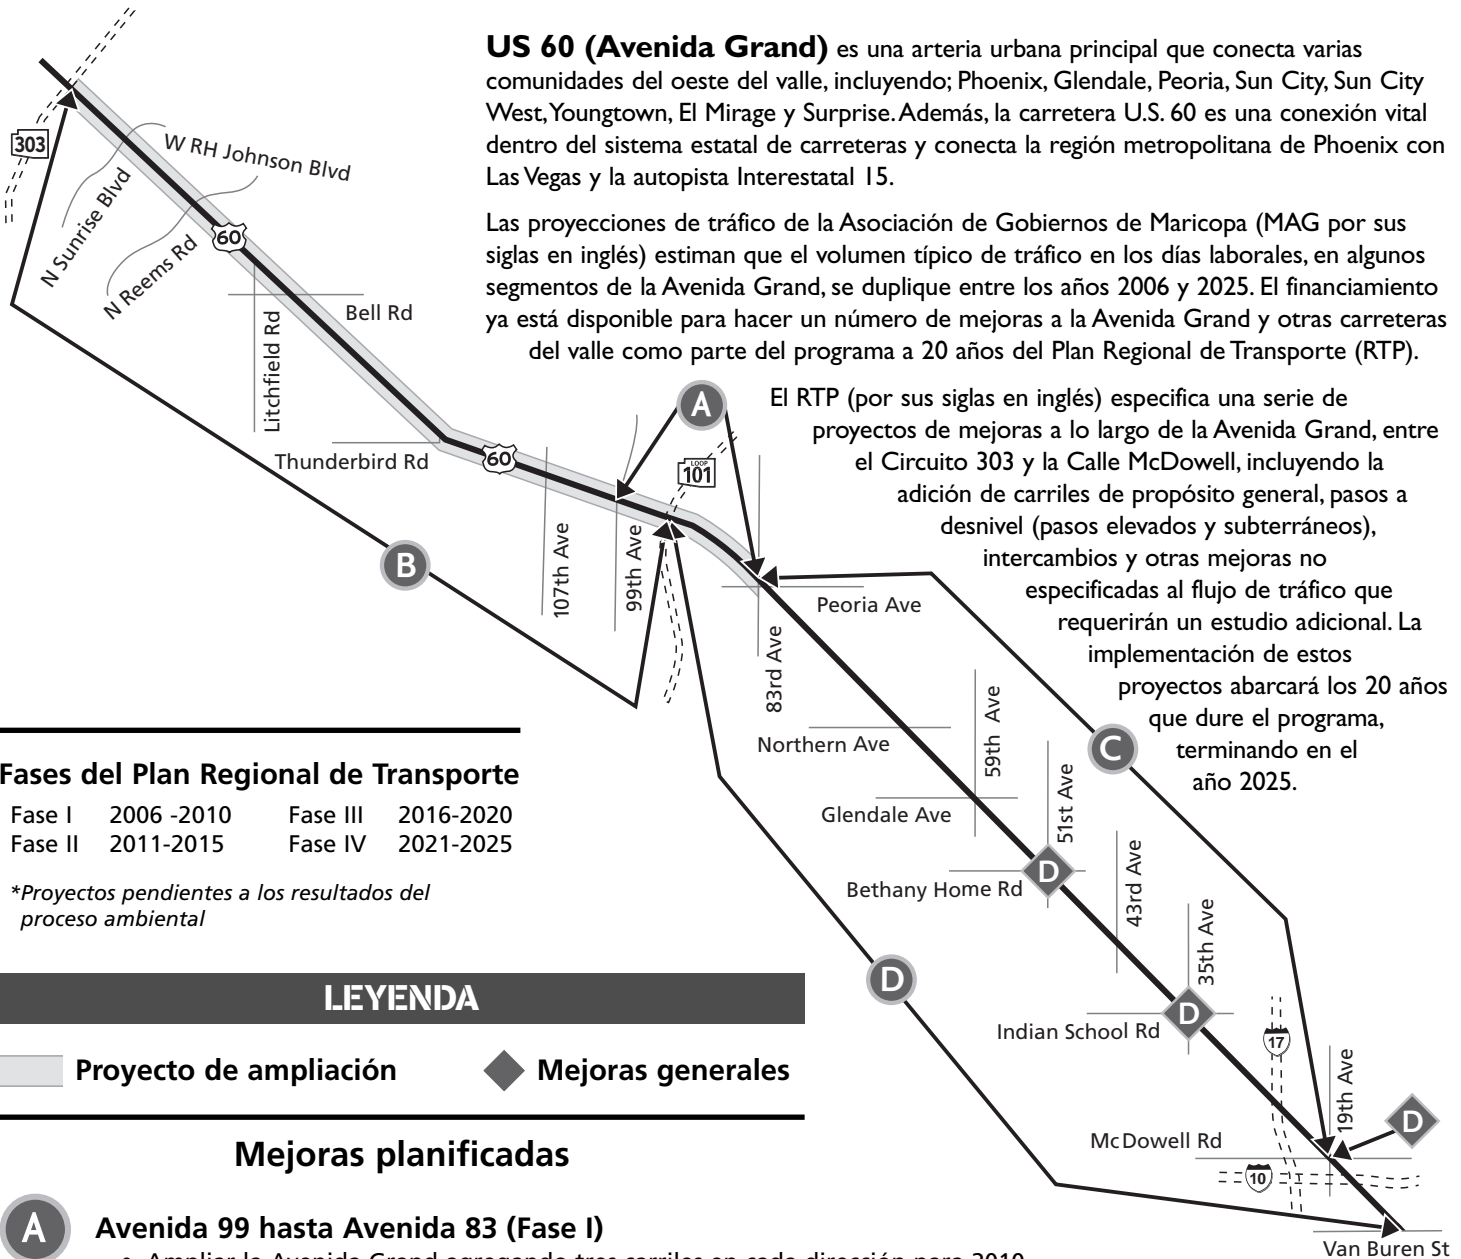 US 60 (Avenida Grand) es una arteria urbana principal que conecta varias
comunidades del oeste del valle, incluyendo; Phoenix, Glendale, Peoria, Sun City, Sun City
West, Youngtown, El Mirage y Surprise. Además, la carretera U.S. 60 es una conexión vital
dentro del sistema estatal de carreteras y conecta la región metropolitana de Phoenix con
Las Vegas y la autopista Interestatal 15.
Las proyecciones de tráfico de la Asociación de Gobiernos de Maricopa (MAG por sus
siglas en inglés) estiman que el volumen típico de tráfico en los días laborales, en algunos
segmentos de la Avenida Grand, se duplique entre los años 2006 y 2025. El financiamiento
ya está disponible para hacer un número de mejoras a la Avenida Grand y otras carreteras
del valle como parte del programa a 20 años del Plan Regional de Transporte (RTP).
El RTP (por sus siglas en inglés) especifica una serie de
proyectos de mejoras a lo largo de la Avenida Grand, entre
el Circuito 303 y la Calle McDowell, incluyendo la
adición de carriles de propósito general, pasos a
desnivel (pasos elevados y subterráneos),
intercambios y otras mejoras no
especificadas al flujo de tráfico que
requerirán un estudio adicional. La
implementación de estos
proyectos abarcará los 20 años
que dure el programa,
terminando en el
año 2025.
303
W RH Johnson Blvd
N Sunrise Blvd
N Reems Rd
60
Bell Rd
Litchfield Rd
Thunderbird Rd
60
A
LOOP
101
B
107th Ave
99th Ave
Peoria Ave
83rd Ave
Northern Ave
59th Ave
C
Glendale Ave
51st Ave
D
Bethany Home Rd
43rd Ave
35th Ave
D
D
Indian School Rd
17
19th Ave
D
McDowell Rd
10
Van Buren St
Fases del Plan Regional de Transporte
Fase I 2006 -2010 Fase III 2016-2020
Fase II 2011-2015 Fase IV 2021-2025
*Proyectos pendientes a los resultados del
proceso ambiental
LEYENDA
Proyecto de ampliación Mejoras generales
Mejoras planificadas
A Avenida 99 hasta Avenida 83 (Fase I)
• Ampliar la Avenida Grand agregando tres carriles en cada dirección para 2010